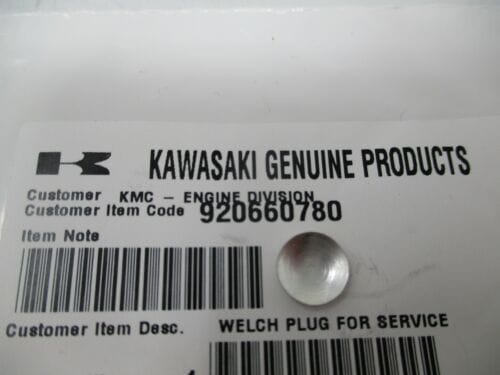 KAWASAKI GENUINE PRODUCTS
Customer KMC - ENGINE DIVISION
Customer Item Code 920660780
Item Note
Customer Item Desc. WELCH PLUG FOR SERVICE